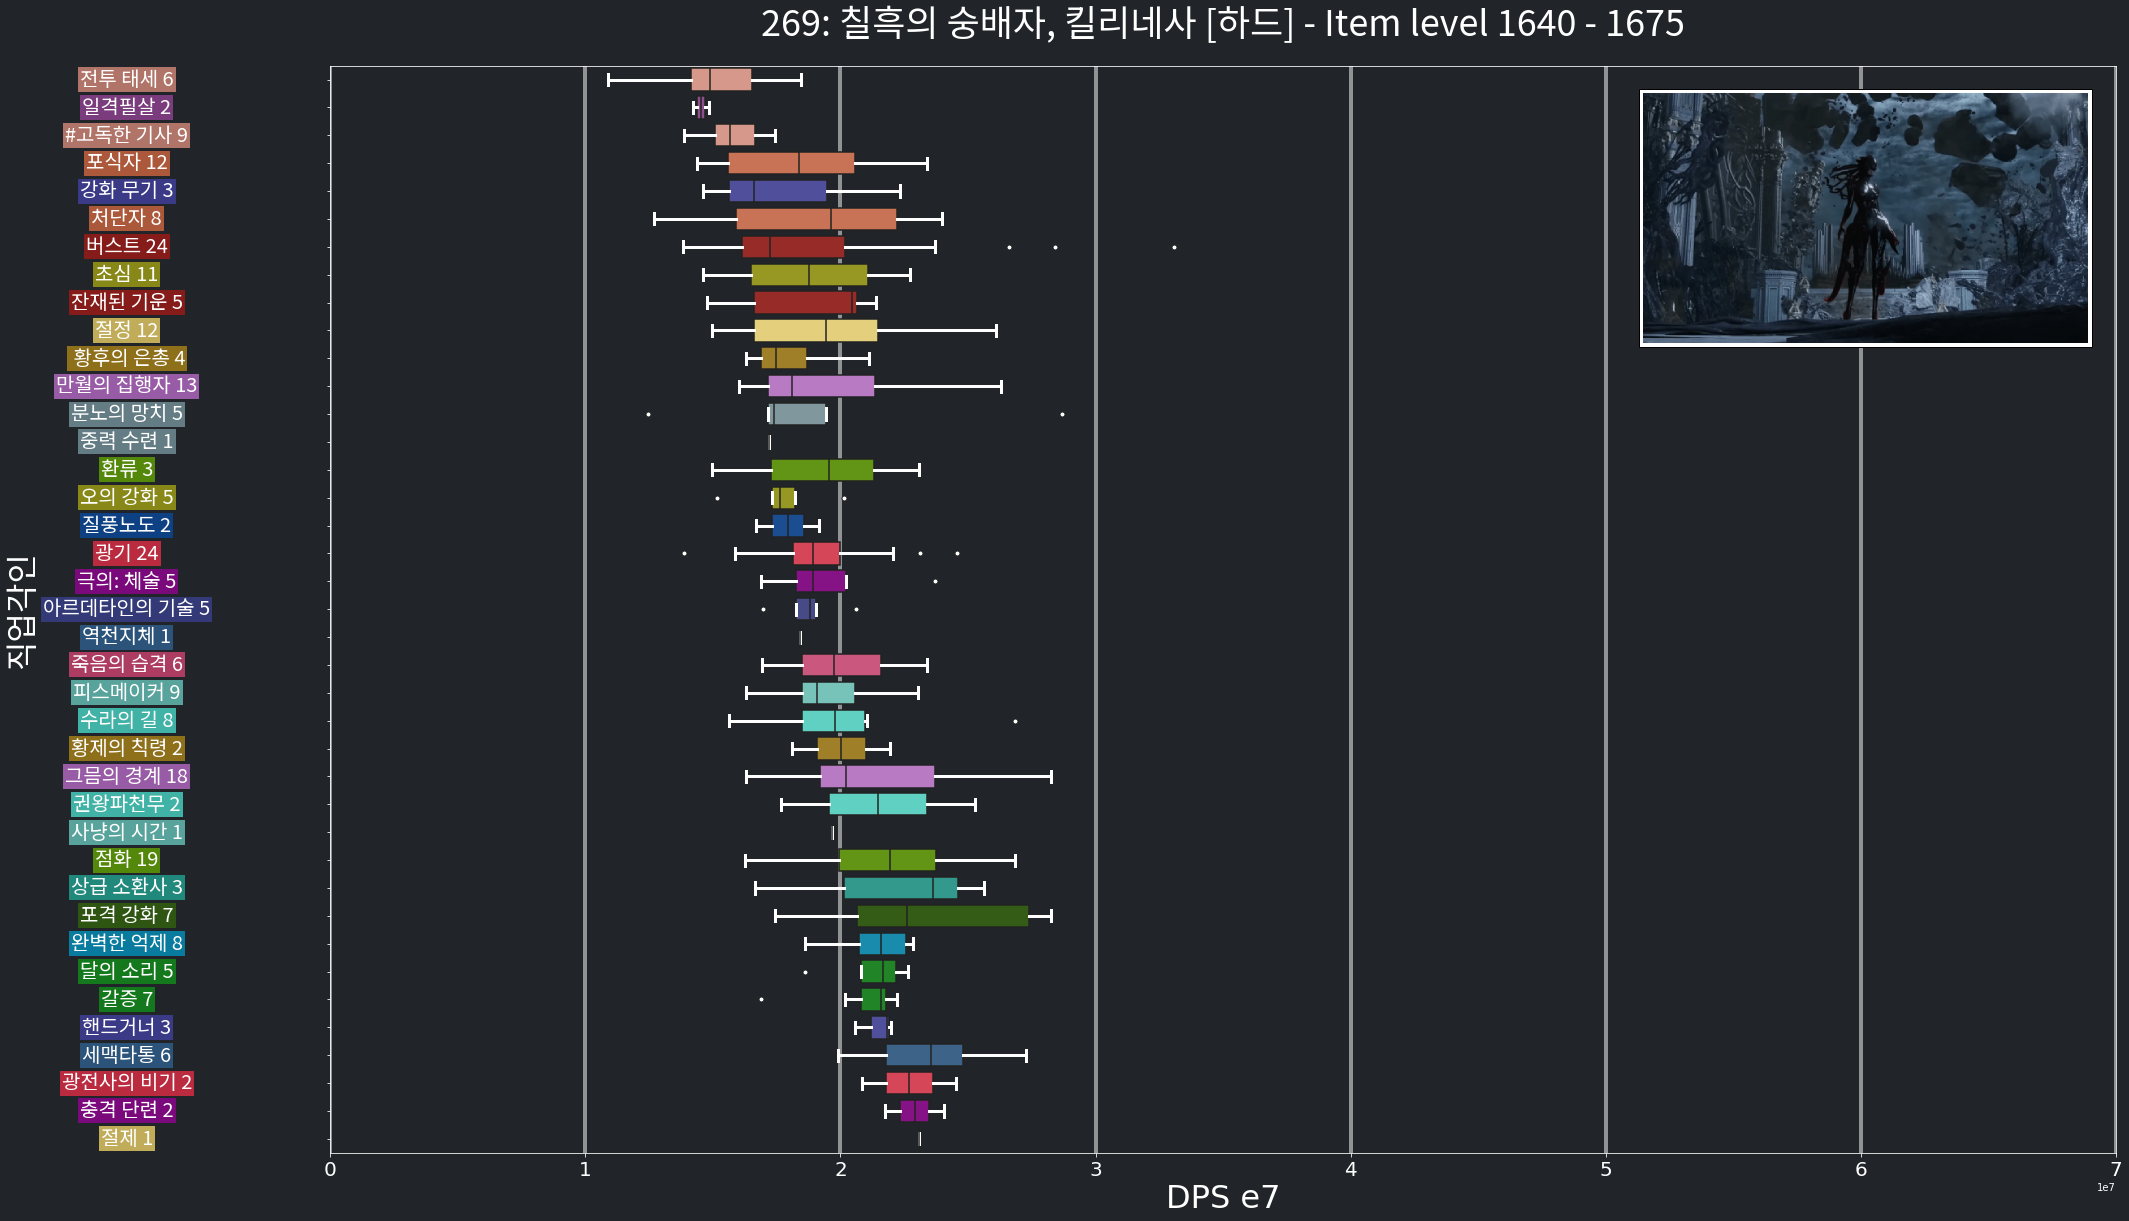 269: 칠흑의 숭배자, 킬리네사 [하드] - Item level 1640 - 1675
직업각인
전투 태세 6
일격필살 2
#고독한 기사 9
포식자 12
강화 무기 3
처단자 8
버스트 24
초심 11
잔재된 기운 5
절정 12
황후의 은총 4
만월의 집행자 13
분노의 망치 5
중력 수련 1
환류 3
오의 강화 5
질풍노도 2
광기 24
극의: 체술 5
아르데타인의 기술 5
역천지체 1
죽음의 습격 6
피스메이커 9
수라의 길 8
황제의 칙령 2
그믐의 경계 18
권왕파천무 2
사냥의 시간 1
점화 19
상급 소환사 3
포격 강화 7
완벽한 억제 8
달의 소리 5
갈증 7
핸드거너 3
세맥타통 6
광전사의 비기 2
충격 단련 2
절제 1
0 1 2 3 4 5 6 7
1e7
DPS e7